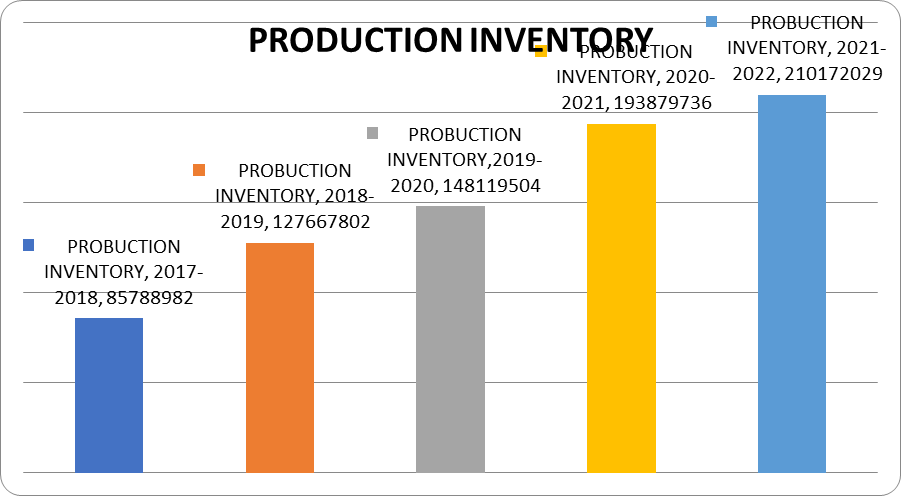 PRODUCTION INVENTORY
PROBUCTION
INVENTORY, 2017-
2018, 85788982
PROBUCTION
INVENTORY, 2018-
2019, 127667802
PROBUCTION
INVENTORY,2019-
2020, 148119504
PROBUCTION
INVENTORY, 2020-
2021, 193879736
PROBUCTION
INVENTORY, 2021-
2022, 210172029